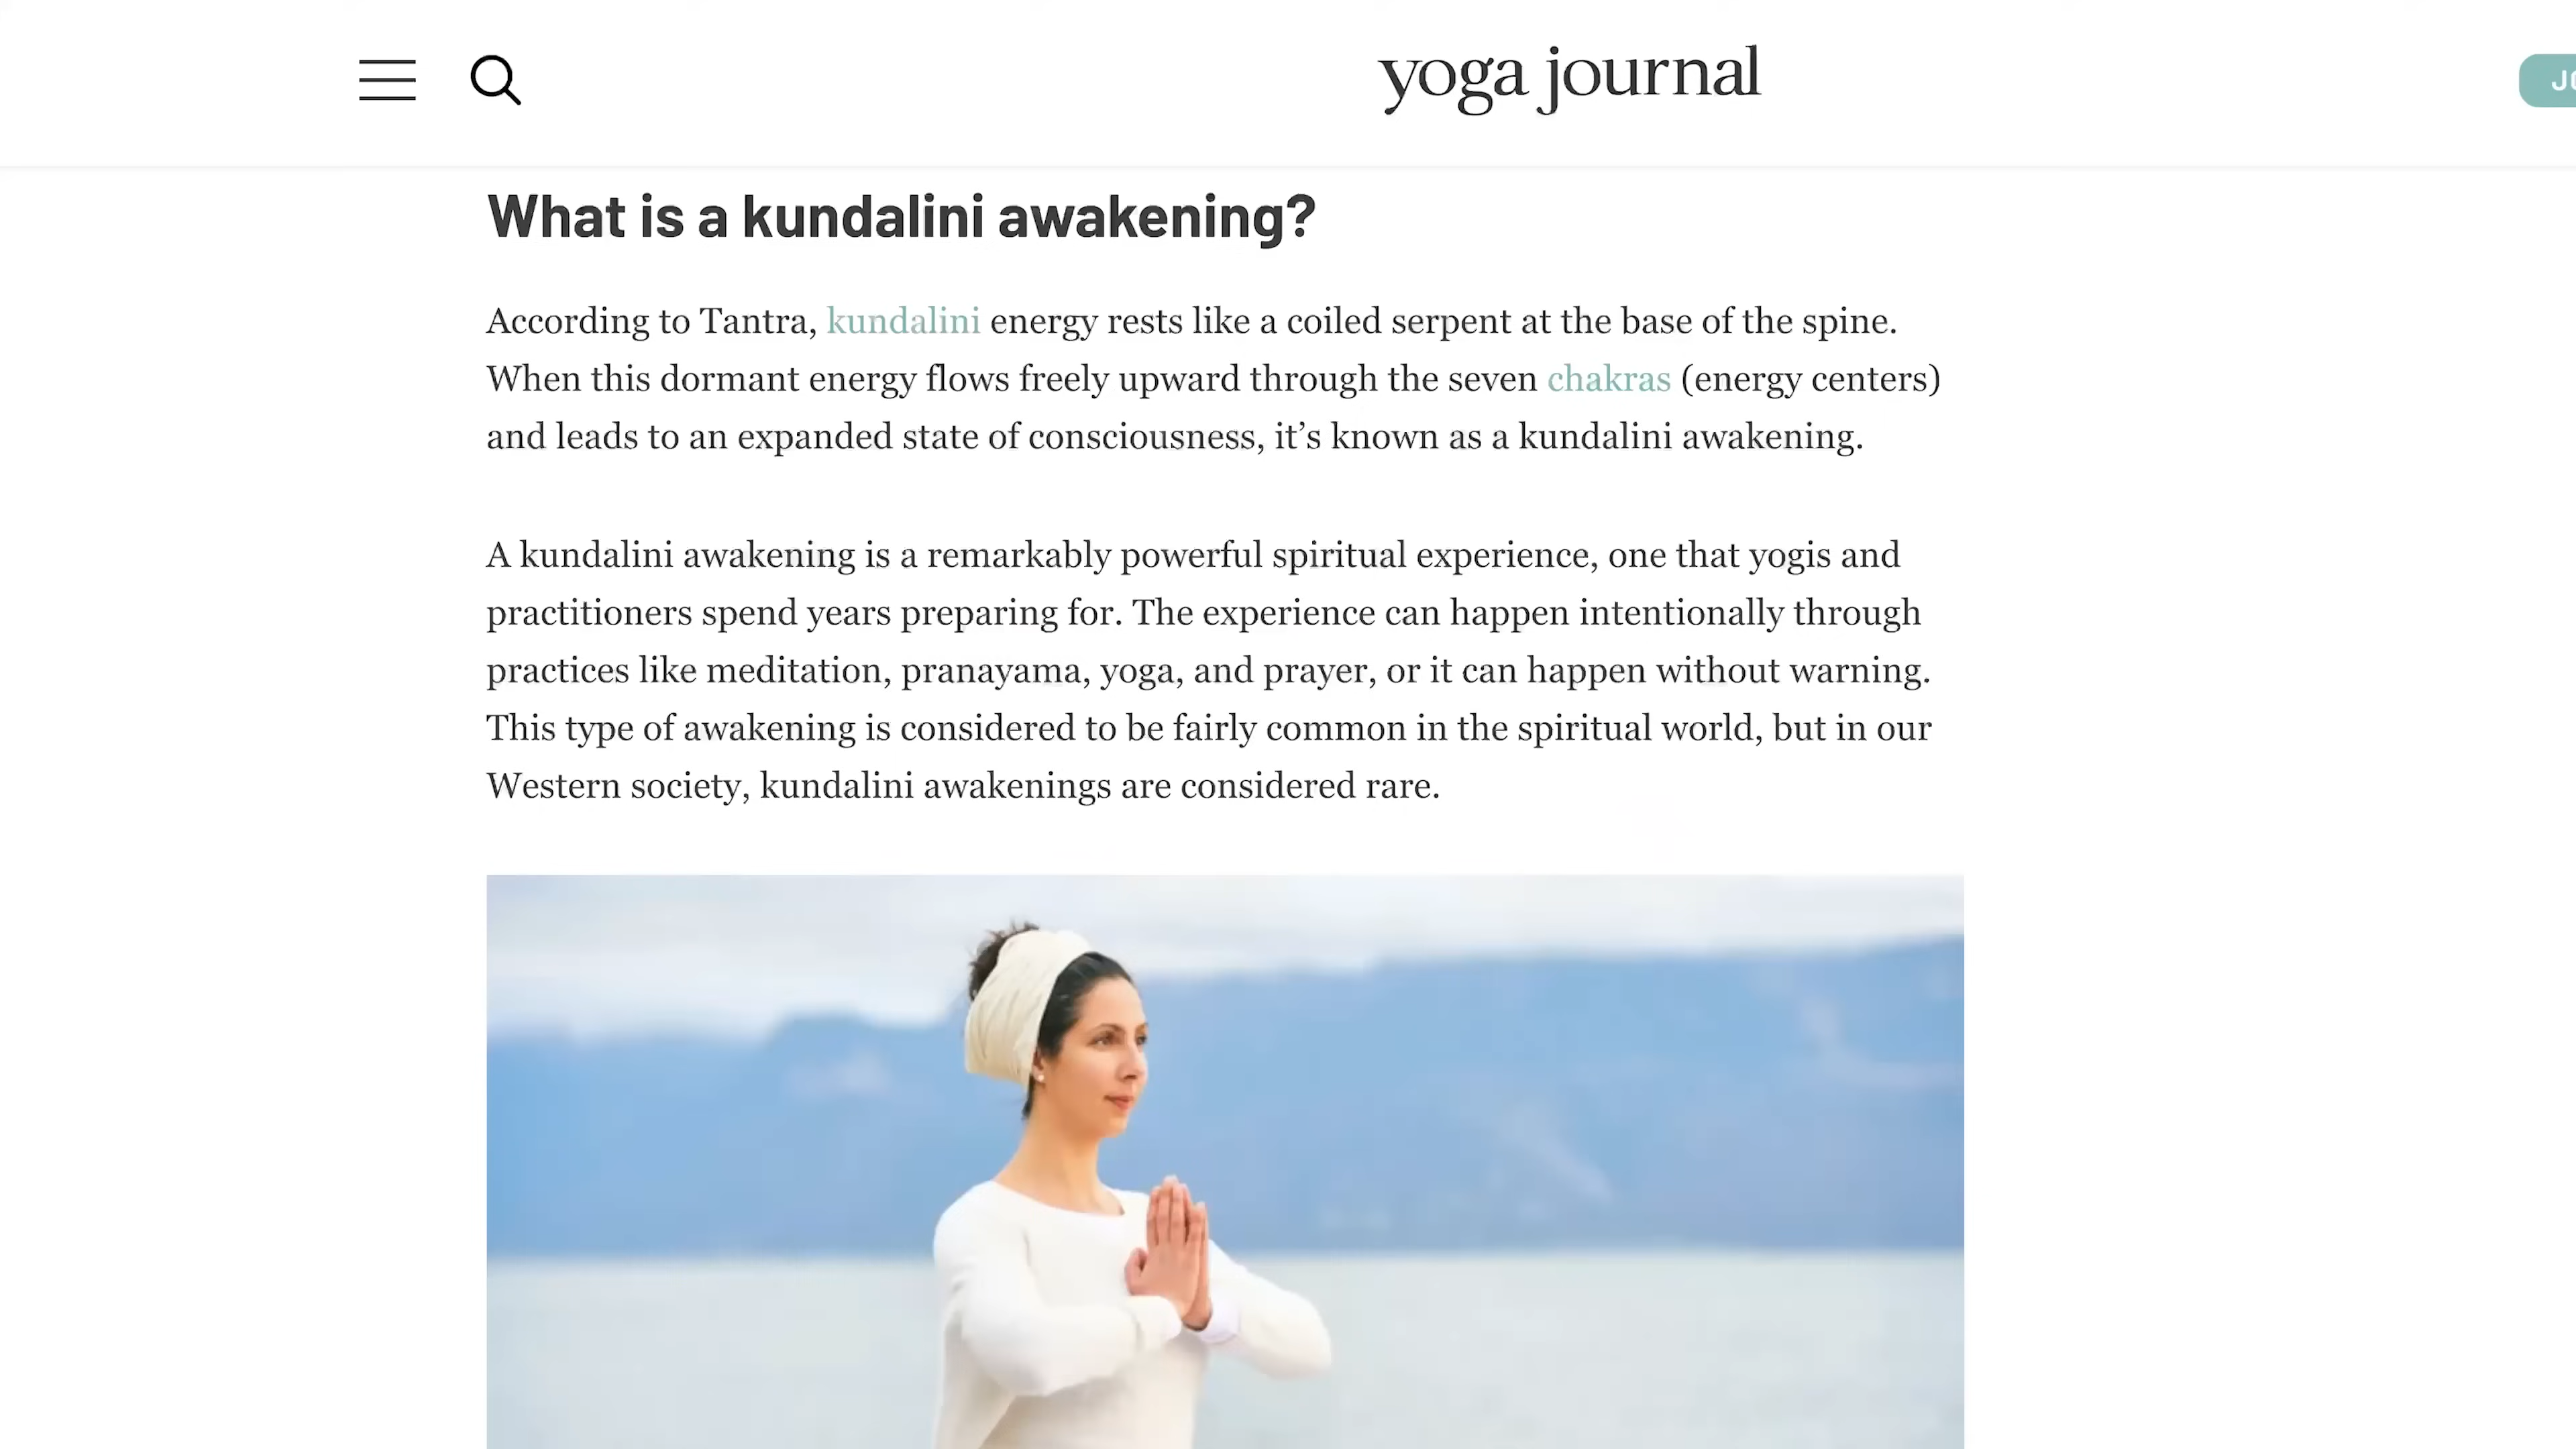 yoga journal
What is a kundalini awakening?
According to Tantra, kundalini energy rests like a coiled serpent at the base of the spine.
When this dormant energy flows freely upward through the seven chakras (energy centers)
and leads to an expanded state of consciousness, it’s known as a kundalini awakening.
A kundalini awakening is a remarkably powerful spiritual experience, one that yogis and
practitioners spend years preparing for. The experience can happen intentionally through
practices like meditation, pranayama, yoga, and prayer, or it can happen without warning.
This type of awakening is considered to be fairly common in the spiritual world, but in our
Western society, kundalini awakenings are considered rare.